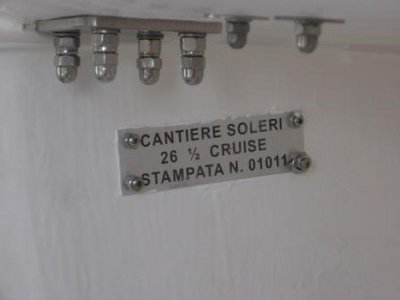 CANTIERE SOLERI
26 ½ CRUISE
STAMPATA N. 01011